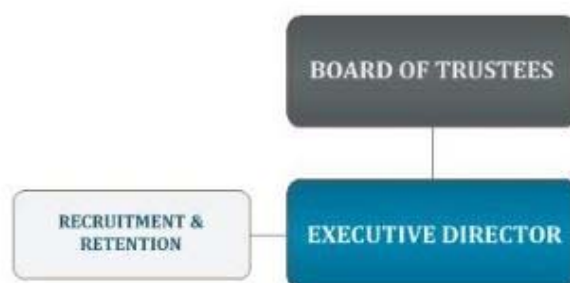 BOARD OF TRUSTEES
RECRUITMENT &
RETENTION
EXECUTIVE DIRECTOR